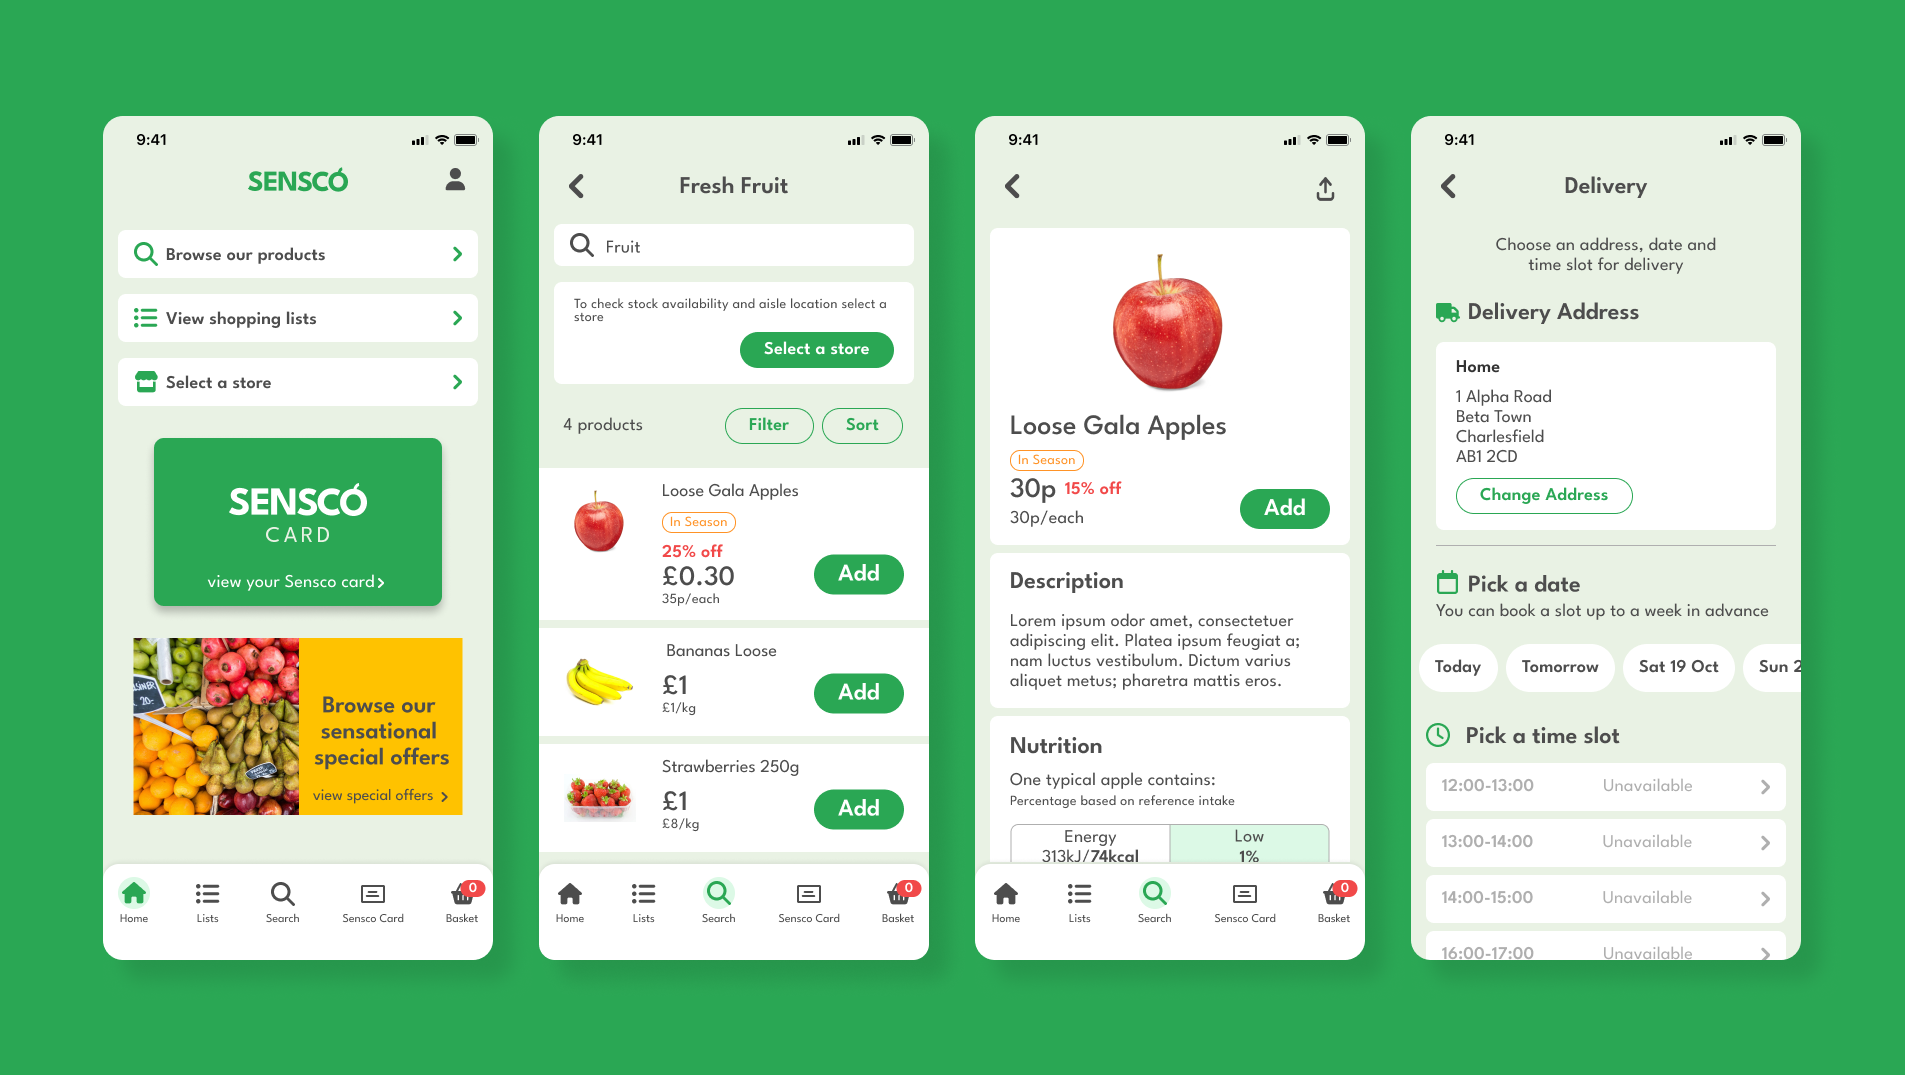 9:41
SENSCÓ
Browse our products
View shopping lists
Select a store
SENSCÓ
CARD
view your Sensco card
Browse our
sensational
special offers
view special offers
Home
Lists
Search
Sensco Card
0
Basket
9:41
Fresh Fruit
Fruit
To check stock availability and aisle location select a
store
Select a store
4 products
Filter
Sort
Loose Gala Apples
In Season
25% off
£0.30
35p/each
Add
Bananas Loose
£1
£1/kg
Add
Strawberries 250g
£1
£8/kg
Add
Home
Lists
Search
Sensco Card
0
Basket
9:41
Loose Gala Apples
In Season
30p 15% off
30p/each
Add
Description
Lorem ipsum odor amet, consectetuer
adipiscing elit. Platea ipsum feugiat a;
nam luctus vestibulum. Dictum varius
aliquet metus; pharetra mattis eros.
Nutrition
One typical apple contains:
Percentage based on reference intake
Energy
Low
313kJ/74kcal
1%
Home
Lists
Search
Sensco Card
0
Basket
9:41
Delivery
Choose an address, date and
time slot for delivery
Delivery Address
Home
1 Alpha Road
Beta Town
Charlesfield
AB1 2CD
Change Address
Pick a date
You can book a slot up to a week in advance
Today
Tomorrow
Sat 19 Oct
Sun 2
Pick a time slot
12:00-13:00 Unavailable
13:00-14:00 Unavailable
14:00-15:00 Unavailable
16:00-17:00 Unavailable